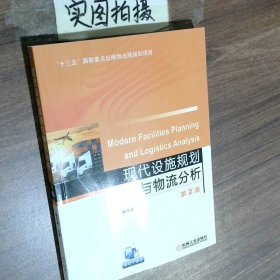 实图拍摄
“十三五”国家重点出版物出版规划项目
Modern Facilities Planning
and Logistics Analysis
现代设施规划
与物流分析
第2版
机械工业出版社